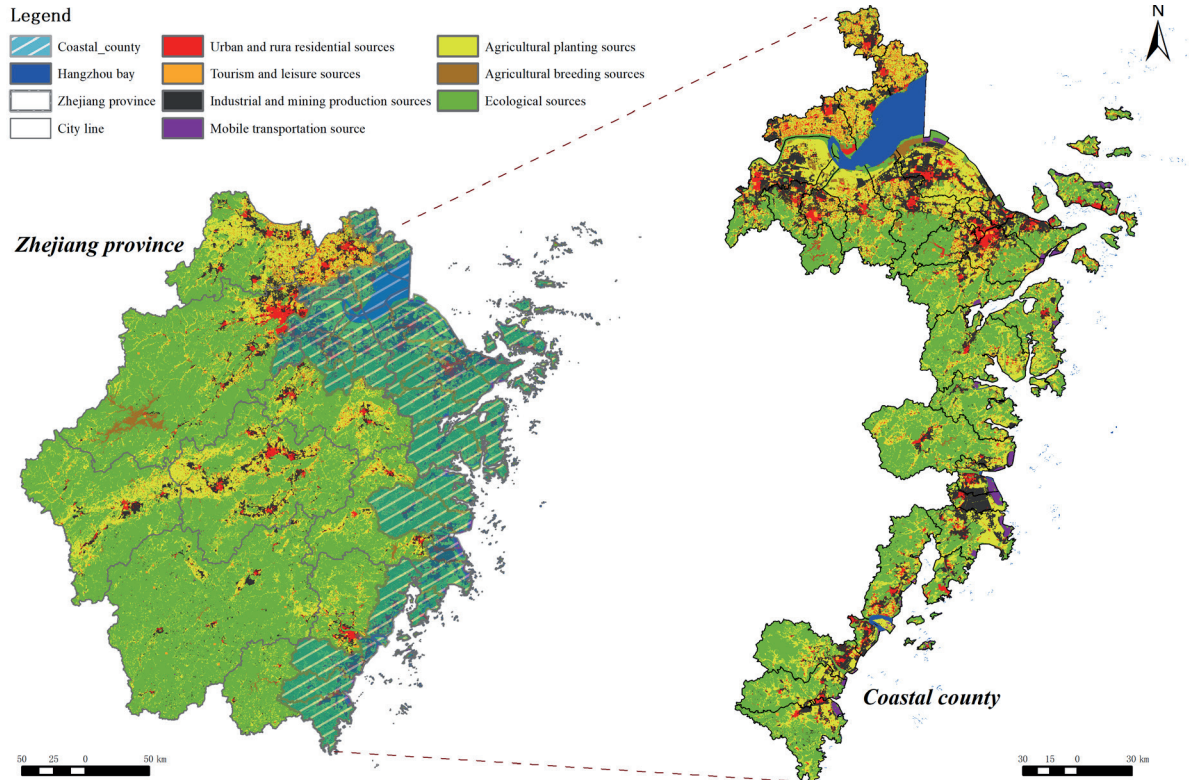 Legend
Coastal_county
Hangzhou bay
Zhejiang province
City line
Urban and rura residential sources
Tourism and leisure sources
Industrial and mining production sources
Mobile transportation source
Agricultural planting sources
Agricultural breeding sources
Ecological sources
N
Zhejiang province
Coastal county
50 25 0 50 km
30 15 0 30 km